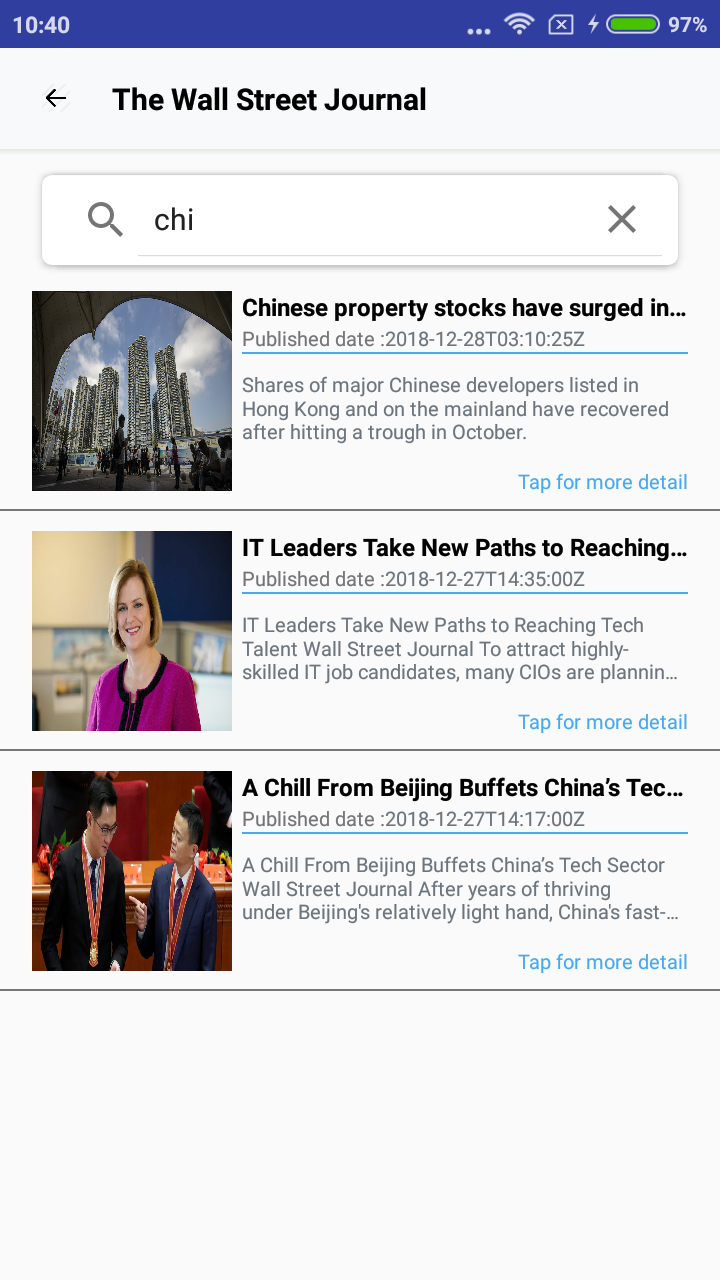 10:40
97%
The Wall Street Journal
chi
Chinese property stocks have surged in...
Published date :2018-12-28T03:10:25Z
Shares of major Chinese developers listed in
Hong Kong and on the mainland have recovered
after hitting a trough in October.
Tap for more detail
IT Leaders Take New Paths to Reaching...
Published date :2018-12-27T14:35:00Z
IT Leaders Take New Paths to Reaching Tech
Talent Wall Street Journal To attract highly-
skilled IT job candidates, many CIOs are plannin...
Tap for more detail
A Chill From Beijing Buffets China’s Tec...
Published date :2018-12-27T14:17:00Z
A Chill From Beijing Buffets China’s Tech Sector
Wall Street Journal After years of thriving
under Beijing's relatively light hand, China's fast-...
Tap for more detail